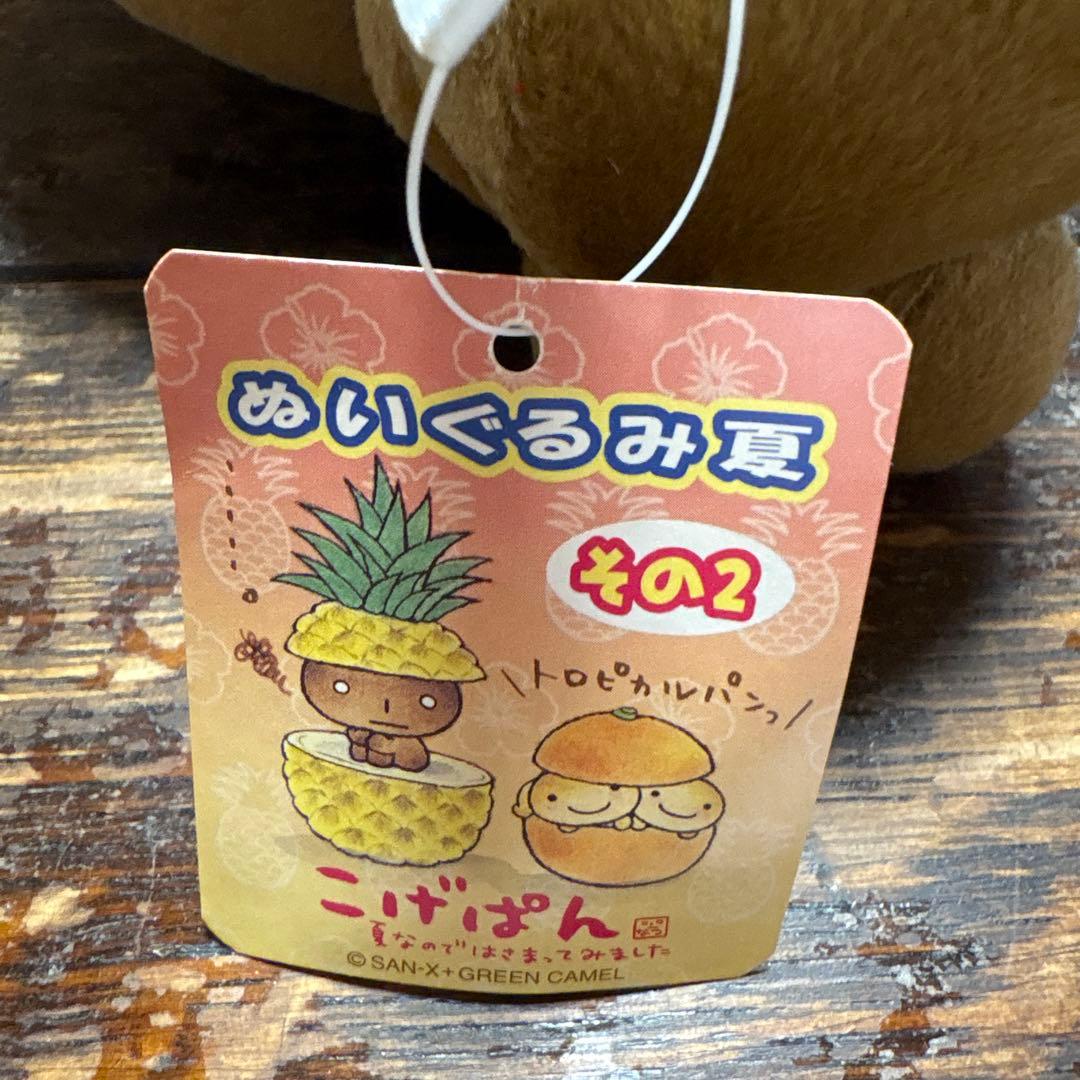 ぬいぐるみ夏
その2
トロピカルパンっ
こげぱん
夏なのではさまってみました
© SAN-X+GREEN CAMEL